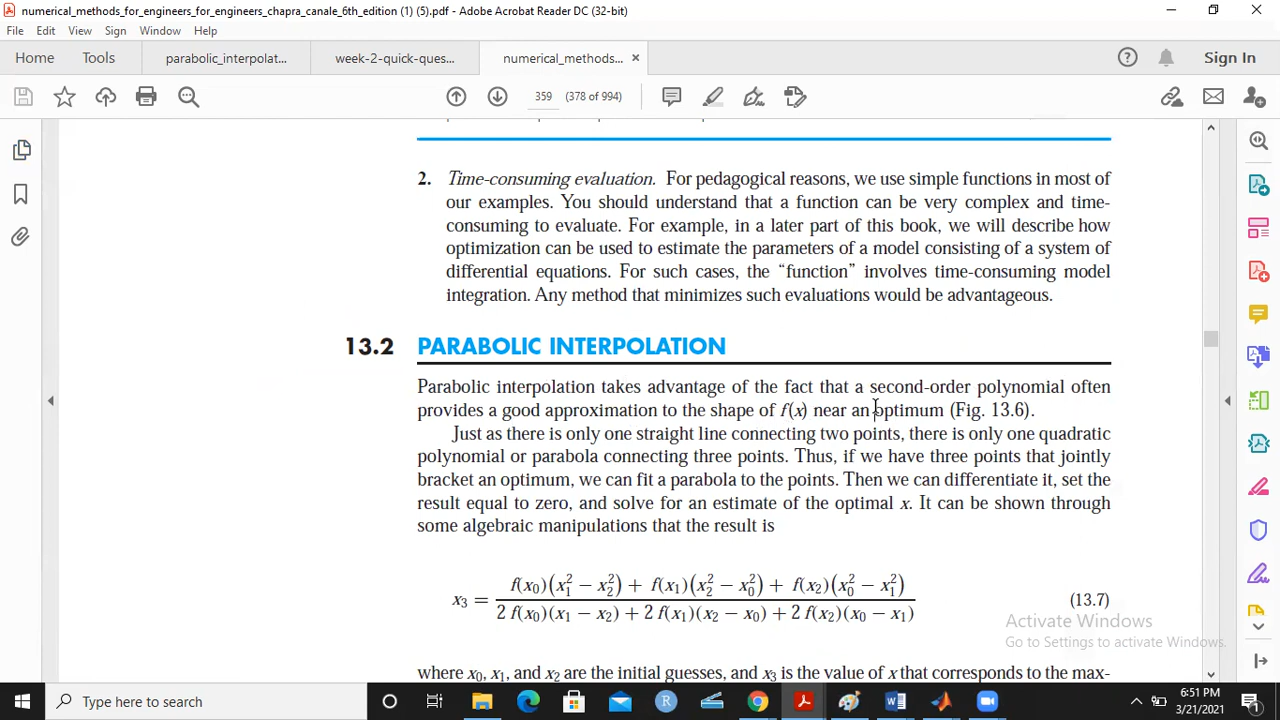 numerical_methods_for_engineers_for_engineers_chapra_canale_6th_edition (1) (5).pdf - Adobe Acrobat Reader DC (32-bit)
File Edit View Sign Window Help
Home Tools parabolic_interpolat... week-2-quick-ques... numerical_methods... × Sign In
359 (378 of 994)
2. Time-consuming evaluation. For pedagogical reasons, we use simple functions in most of
our examples. You should understand that a function can be very complex and time-
consuming to evaluate. For example, in a later part of this book, we will describe how
optimization can be used to estimate the parameters of a model consisting of a system of
differential equations. For such cases, the “function” involves time-consuming model
integration. Any method that minimizes such evaluations would be advantageous.
13.2 PARABOLIC INTERPOLATION
Parabolic interpolation takes advantage of the fact that a second-order polynomial often
provides a good approximation to the shape of f(x) near an optimum (Fig. 13.6).
Just as there is only one straight line connecting two points, there is only one quadratic
polynomial or parabola connecting three points. Thus, if we have three points that jointly
bracket an optimum, we can fit a parabola to the points. Then we can differentiate it, set the
result equal to zero, and solve for an estimate of the optimal x. It can be shown through
some algebraic manipulations that the result is
f(x₀)(x₁² − x₂²) + f(x₁)(x₂² − x₀²) + f(x₂)(x₀² − x₁²)
x₃ = (13.7)
2 f(x₀)(x₁ − x₂) + 2 f(x₁)(x₂ − x₀) + 2 f(x₂)(x₀ − x₁)
Activate Windows
Go to Settings to activate Windows.
where x₀, x₁, and x₂ are the initial guesses, and x₃ is the value of x that corresponds to the max-
Type here to search
6:51 PM
3/21/2021